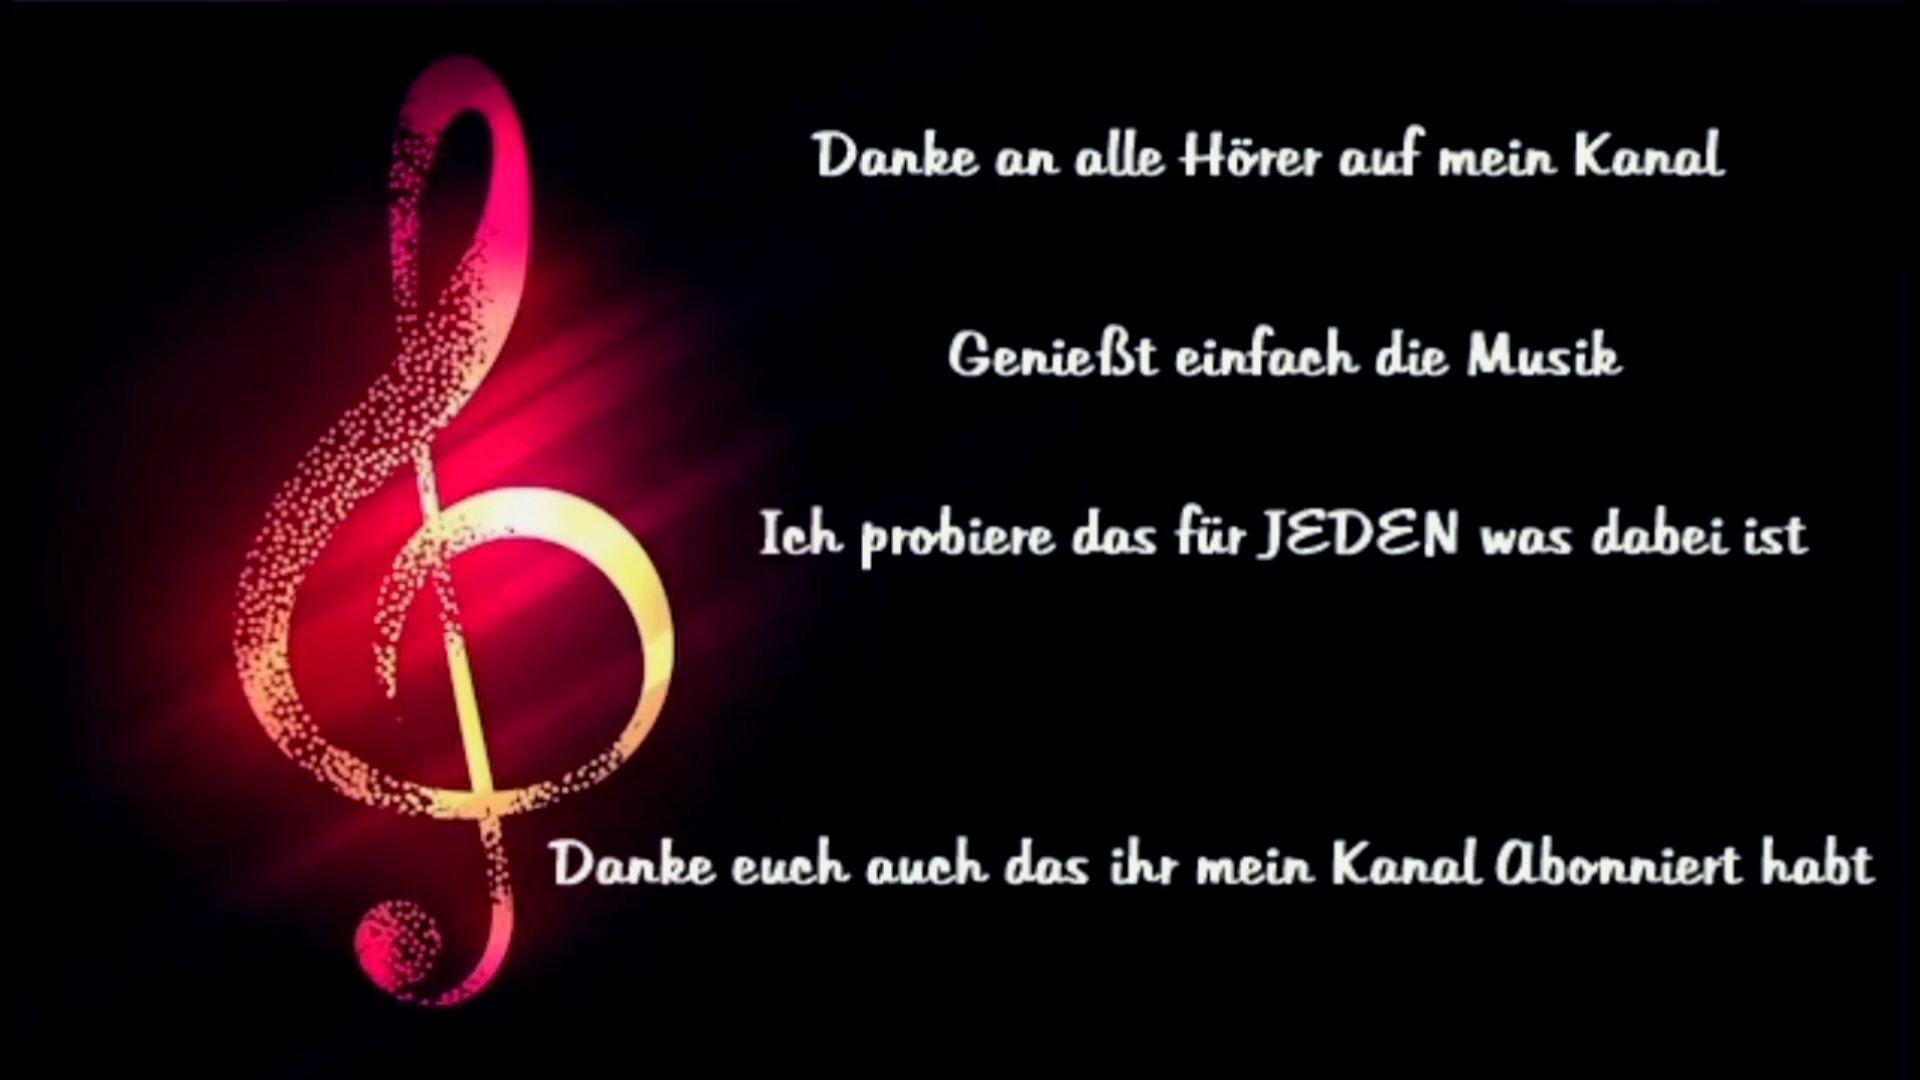 Danke an alle Hörer auf mein Kanal
Genießt einfach die Musik
Ich probiere das für JEDEN was dabei ist
Danke euch auch das ihr mein Kanal Abonniert habt